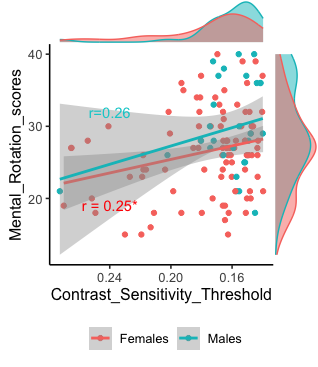 40
30
20
Mental_Rotation_scores
r=0.26
r = 0.25*
0.24 0.20 0.16
Contrast_Sensitivity_Threshold
Females Males